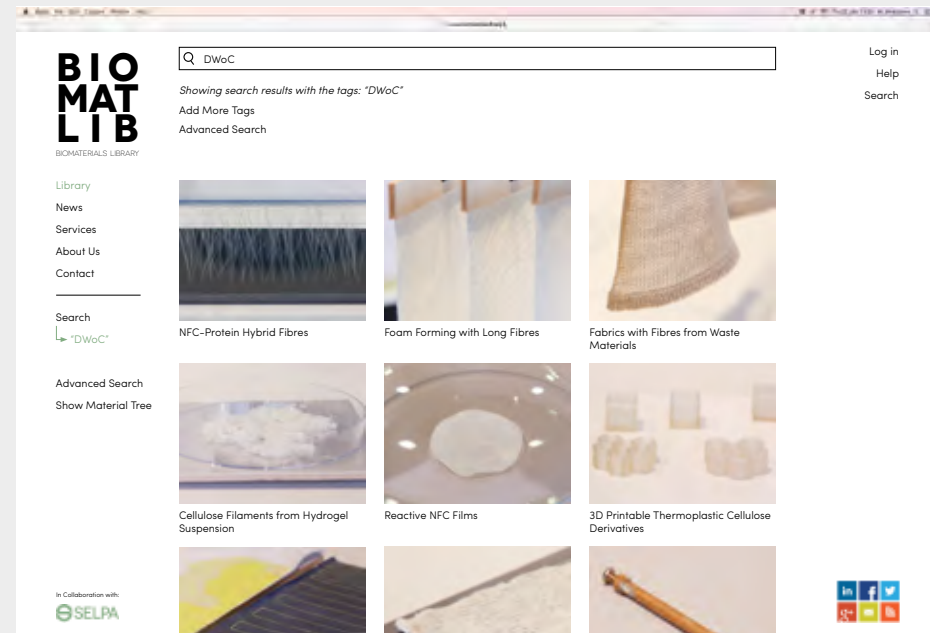 DWoC
Log in
Help
Search
BIO
MAT
LIB
BIOMATERIALS LIBRARY
Showing search results with the tags: “DWoC”
Add More Tags
Advanced Search
Library
News
Services
About Us
Contact
Search
“DWoC”
Advanced Search
Show Material Tree
NFC-Protein Hybrid Fibres
Foam Forming with Long Fibres
Fabrics with Fibres from Waste
Materials
Cellulose Filaments from Hydrogel
Suspension
Reactive NFC Films
3D Printable Thermoplastic Cellulose
Derivatives
In Collaboration with:
SELPA
in
f
g+